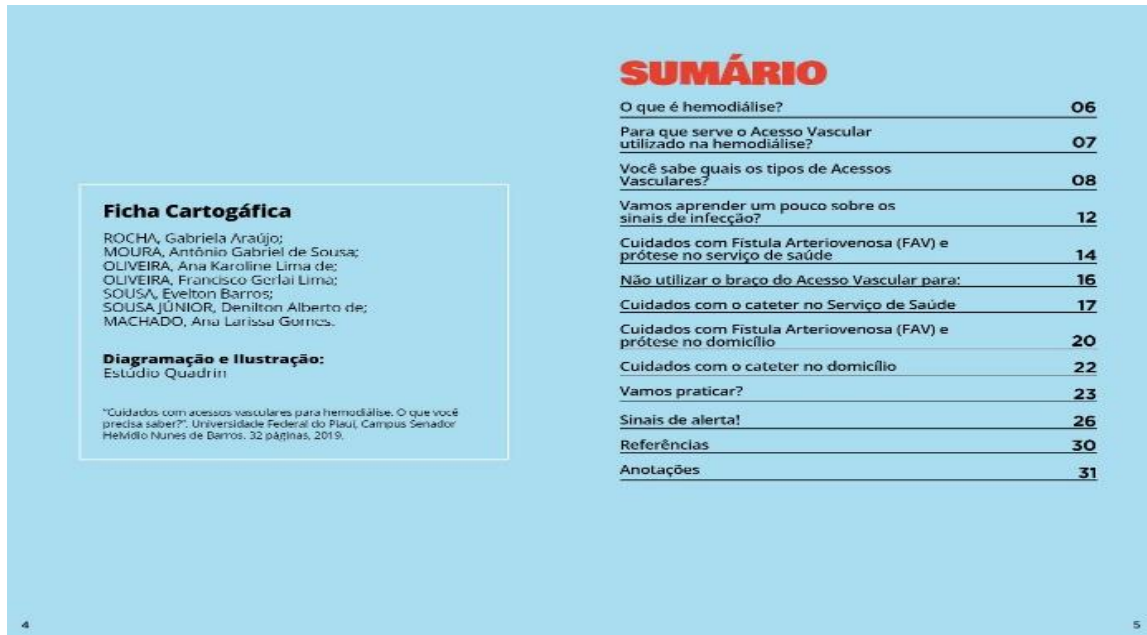 Ficha Cartogáfica
ROCHA, Gabriela Araújo;
MOURA, Antônio Gabriel de Sousa;
OLIVEIRA, Ana Karoline Lima de;
OLIVEIRA, Francisco Gerlai Lima;
SOUSA, Evelton Barros;
SOUSA JÚNIOR, Denilton Alberto de;
MACHADO, Ana Larissa Gomes.
Diagramação e Ilustração:
Estúdio Quadrin
"Cuidados com acessos vasculares para hemodiálise. O que você
precisa saber?". Universidade Federal do Piauí, Campus Senador
Helvídio Nunes de Barros. 32 páginas, 2019.
4
SUMÁRIO
O que é hemodiálise? 06
Para que serve o Acesso Vascular
utilizado na hemodiálise? 07
Você sabe quais os tipos de Acessos
Vasculares? 08
Vamos aprender um pouco sobre os
sinais de infecção? 12
Cuidados com Fístula Arteriovenosa (FAV) e
prótese no serviço de saúde 14
Não utilizar o braço do Acesso Vascular para: 16
Cuidados com o cateter no Serviço de Saúde 17
Cuidados com Fístula Arteriovenosa (FAV) e
prótese no domicílio 20
Cuidados com o cateter no domicílio 22
Vamos praticar? 23
Sinais de alerta! 26
Referências 30
Anotações 31
5